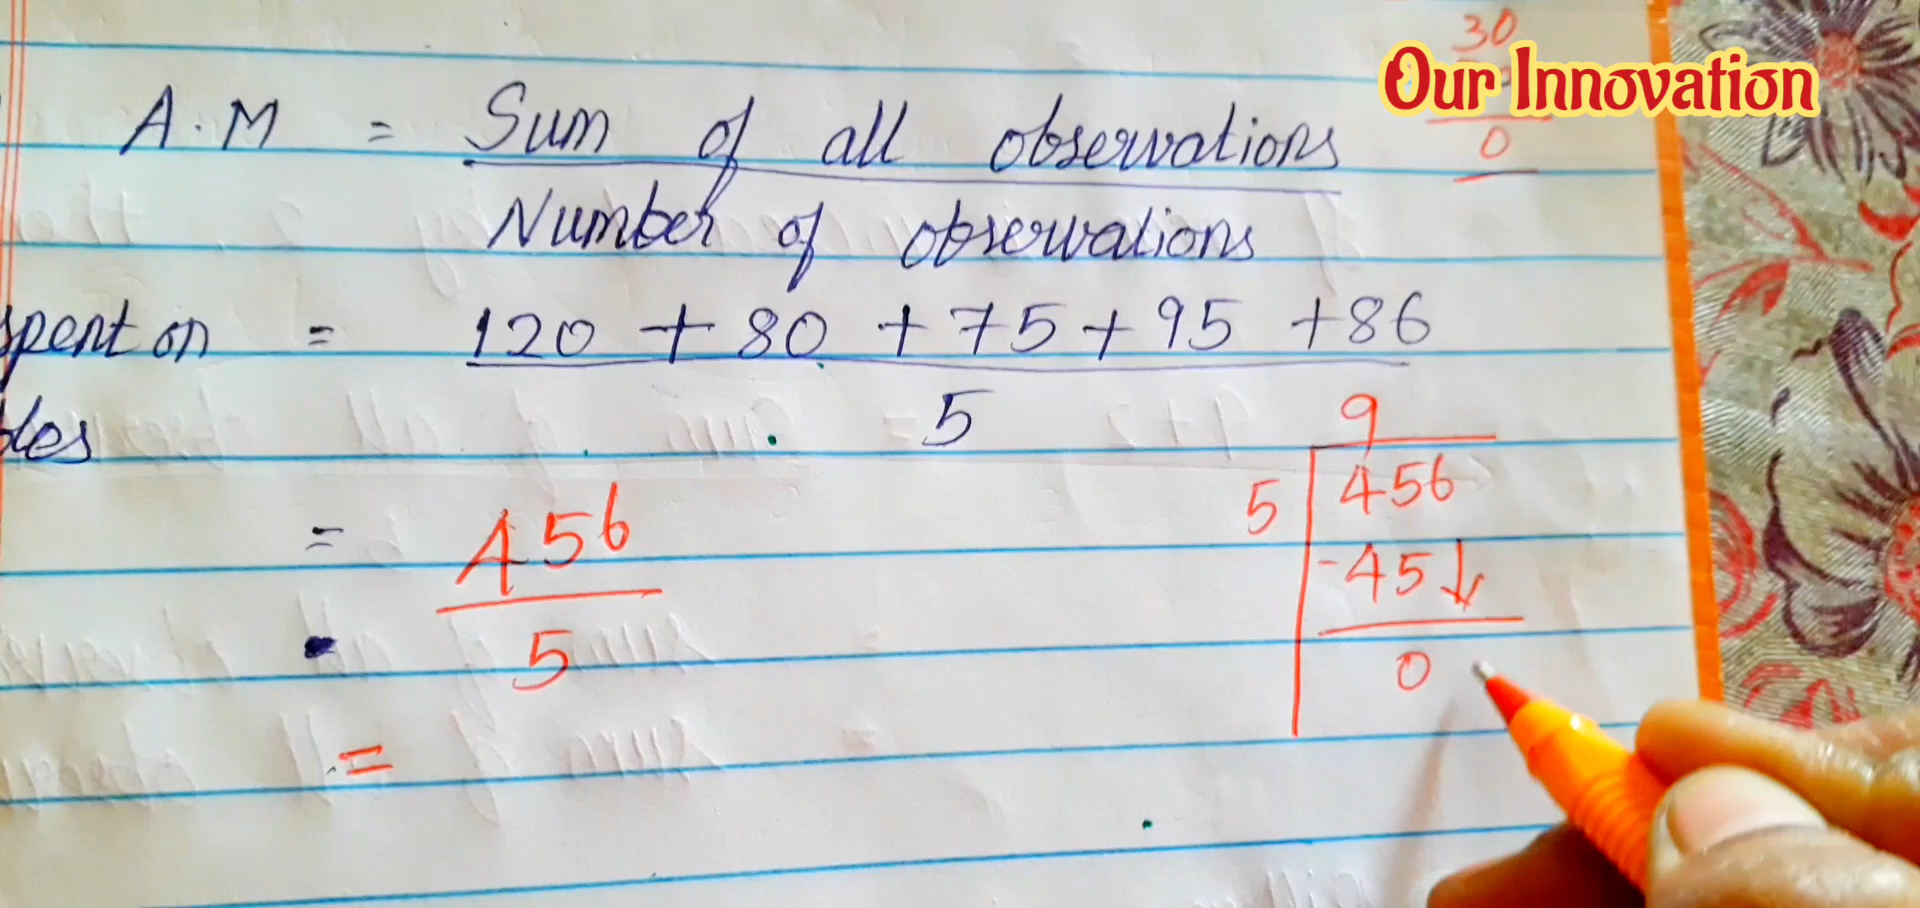 30
Our Innovation
0
A.M = Sum of all observations
Number of observations
spent on = 120 + 80 + 75 + 95 + 86
5
= 456
5
=
9
5 456
-45↓
0